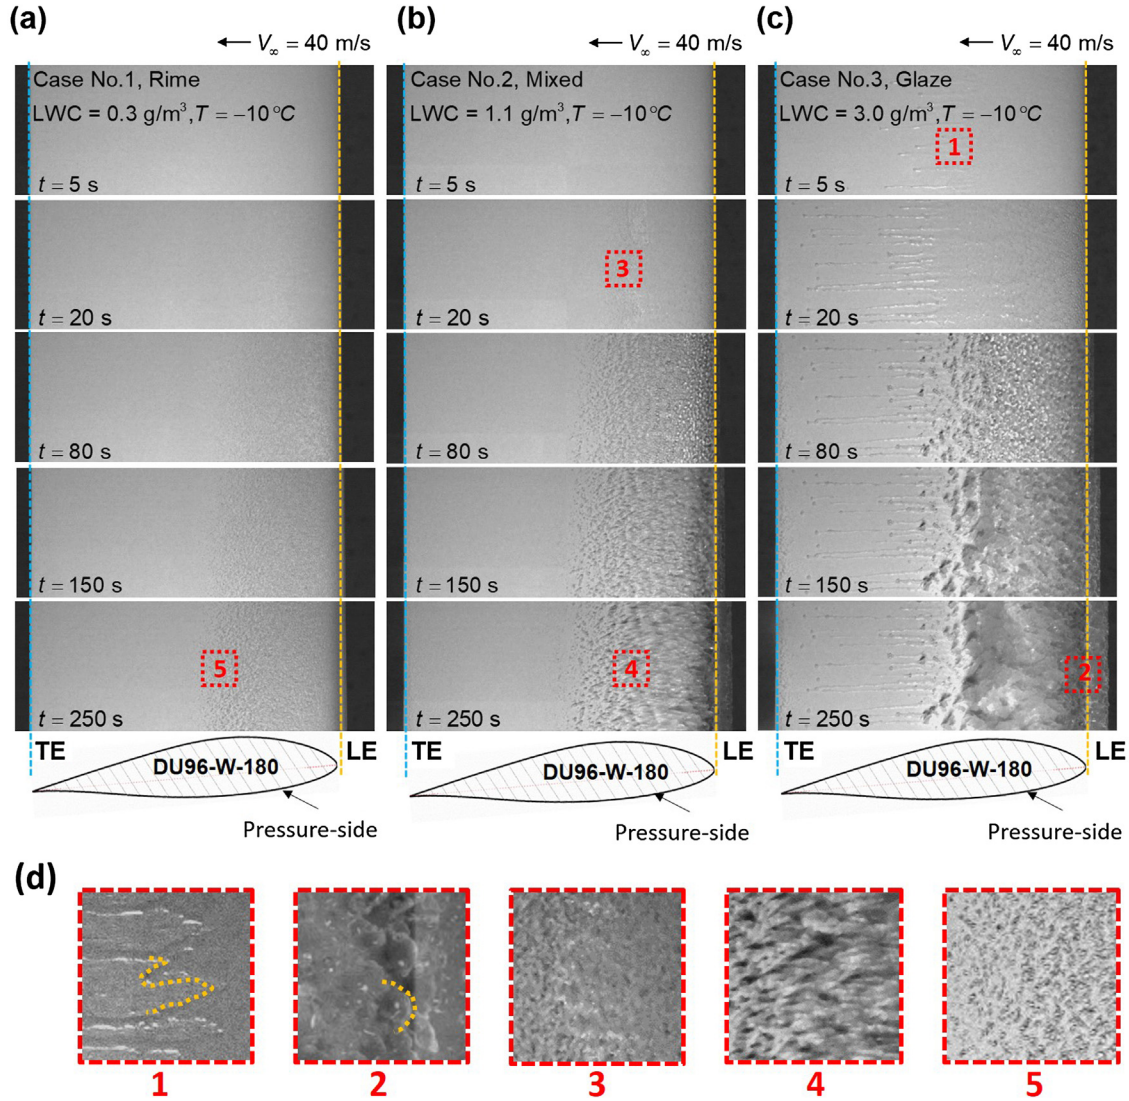 (a)
V∞ = 40 m/s
Case No.1, Rime
LWC = 0.3 g/m³,T = −10 °C
t = 5 s
t = 20 s
t = 80 s
t = 150 s
5
t = 250 s
TE
LE
DU96-W-180
Pressure-side
(b)
V∞ = 40 m/s
Case No.2, Mixed
LWC = 1.1 g/m³,T = −10 °C
t = 5 s
3
t = 20 s
t = 80 s
t = 150 s
4
t = 250 s
TE
LE
DU96-W-180
Pressure-side
(c)
V∞ = 40 m/s
Case No.3, Glaze
LWC = 3.0 g/m³,T = −10 °C
1
t = 5 s
t = 20 s
t = 80 s
t = 150 s
2
t = 250 s
TE
LE
DU96-W-180
Pressure-side
(d)
1
2
3
4
5